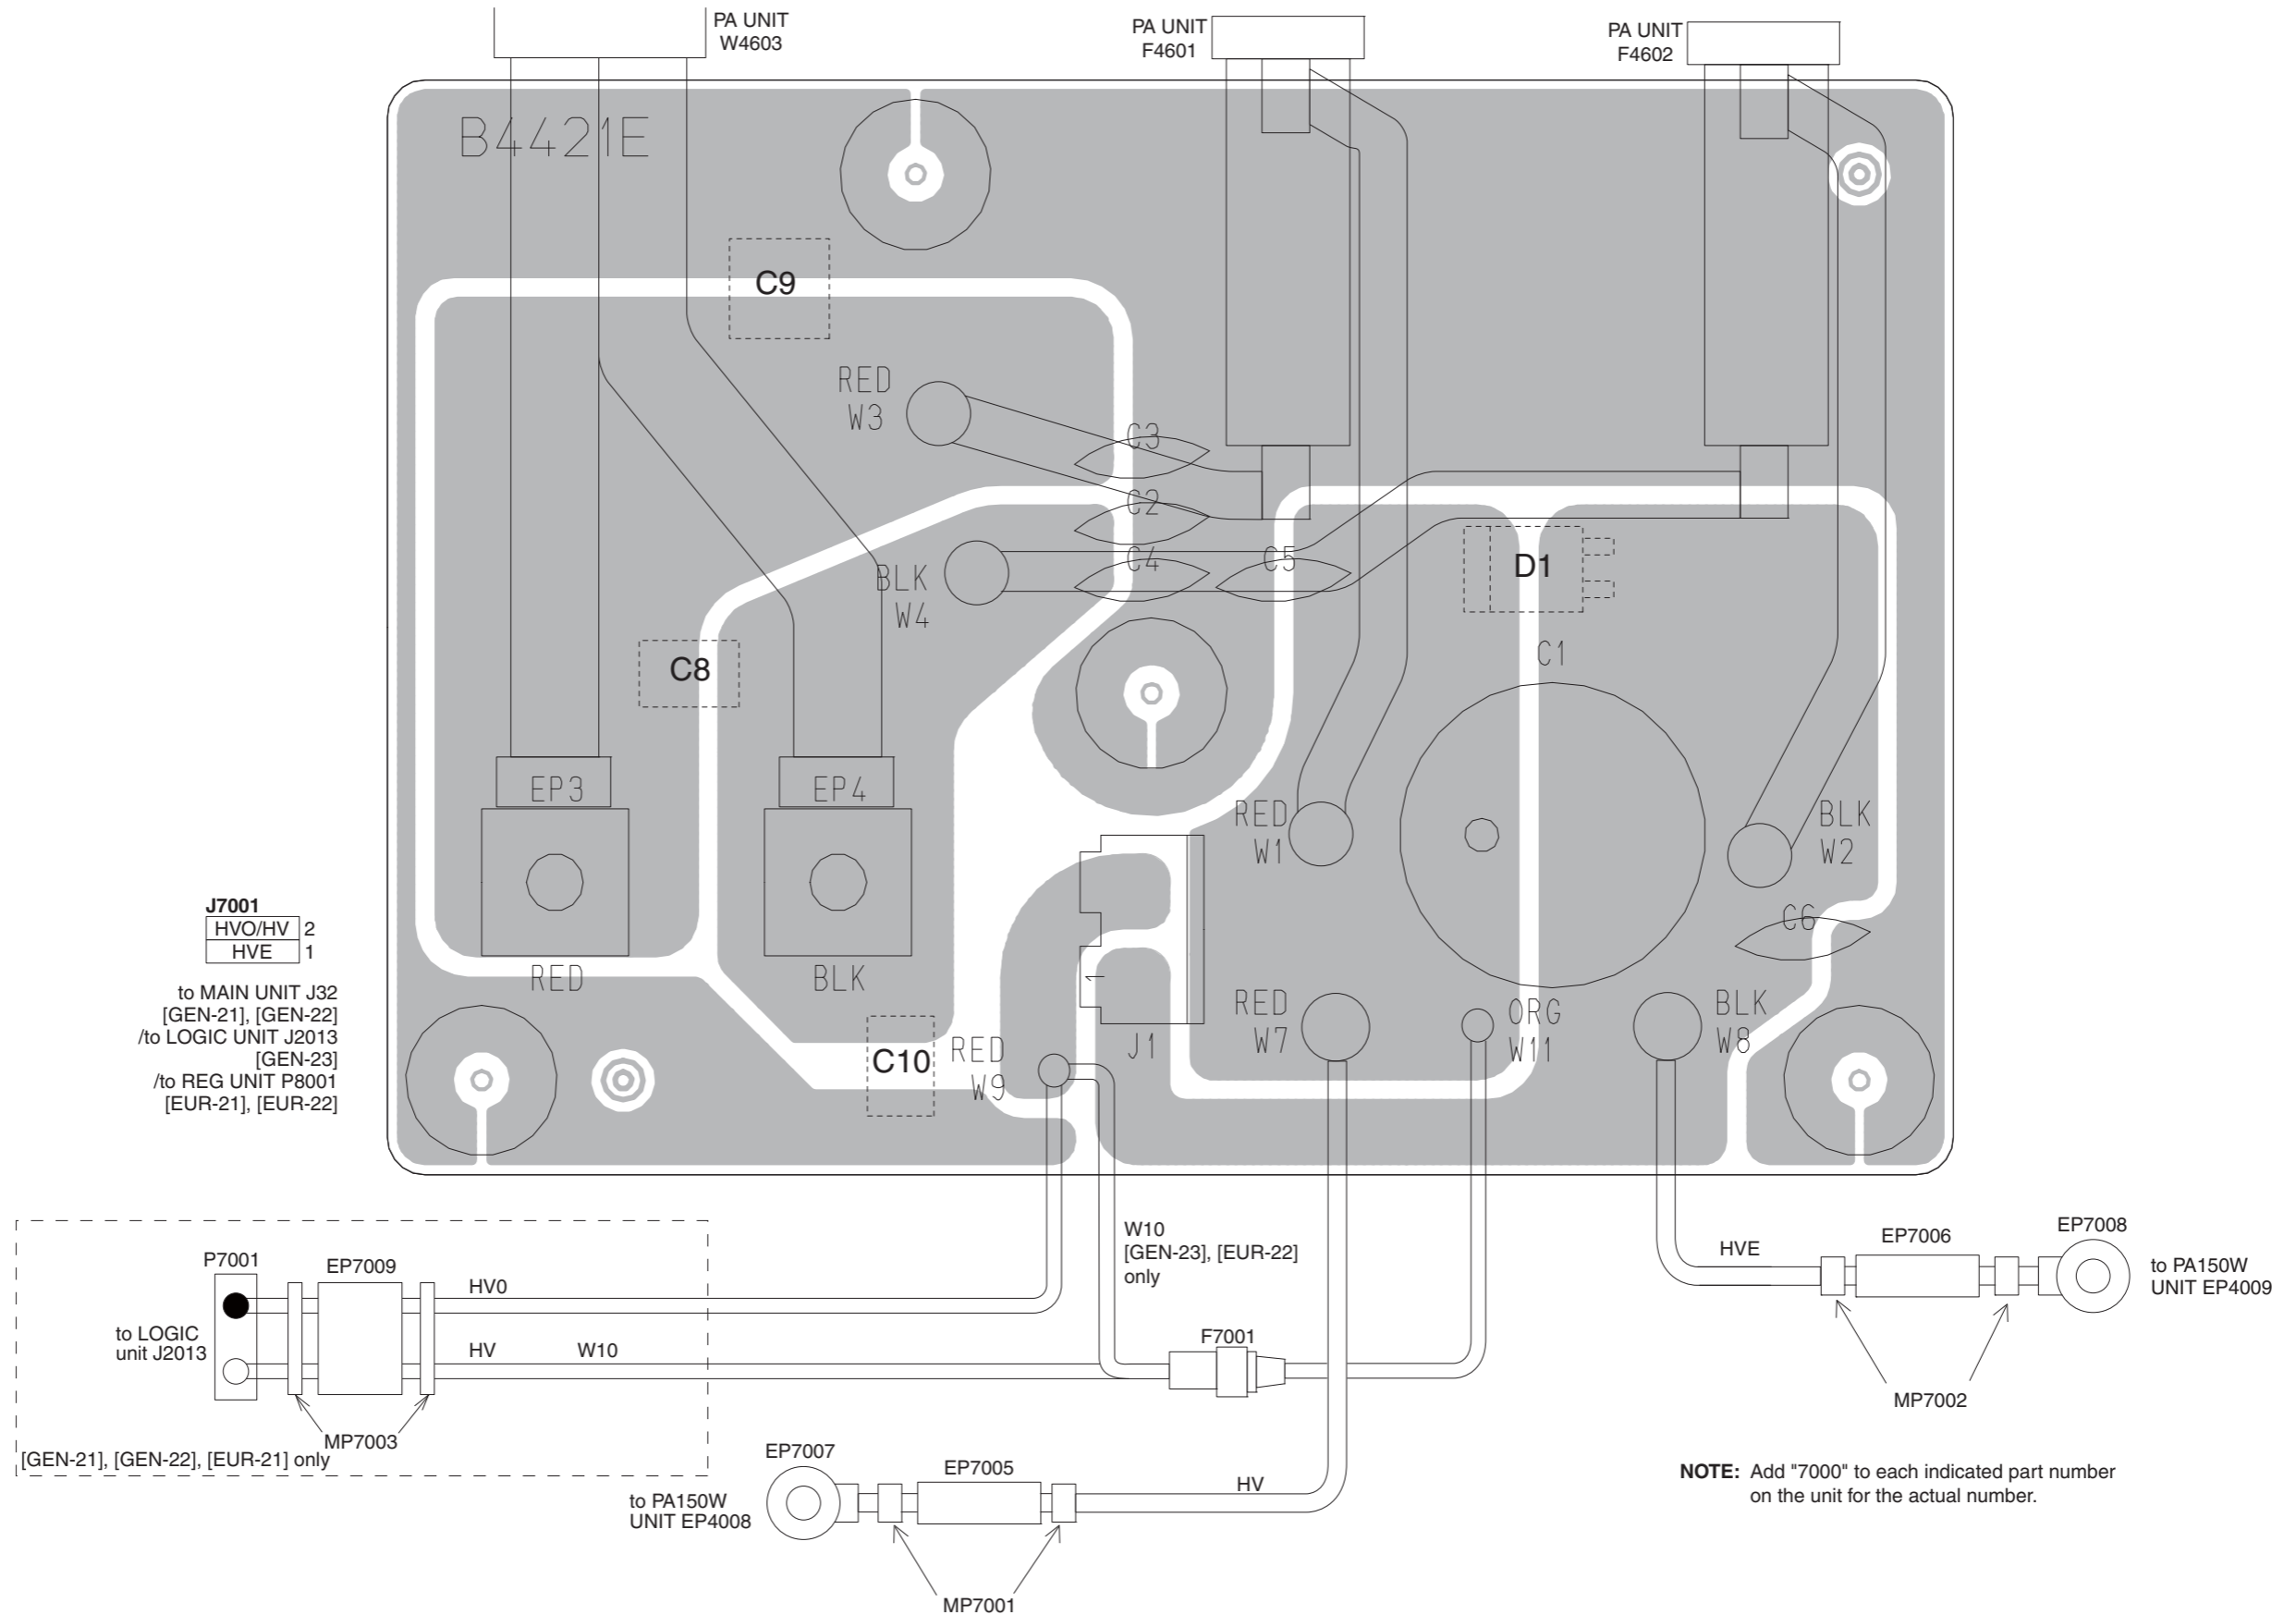 PA UNIT
W4603
PA UNIT
F4601
PA UNIT
F4602
B4421E
C9
RED
W3
C3
C2
C4
C5
BLK
W4
D1
C1
C8
EP3
EP4
RED
W1
BLK
W2
C6
RED
BLK
J7001
HVO/HV 2
HVE 1
to MAIN UNIT J32
[GEN-21], [GEN-22]
/to LOGIC UNIT J2013
[GEN-23]
/to REG UNIT P8001
[EUR-21], [EUR-22]
C10
RED
W9
1
J1
RED
W7
ORG
W11
BLK
W8
P7001
EP7009
HV0
to LOGIC
unit J2013
HV
W10
MP7003
[GEN-21], [GEN-22], [EUR-21] only
W10
[GEN-23], [EUR-22]
only
F7001
HVE
EP7006
EP7008
to PA150W
UNIT EP4009
MP7002
EP7007
EP7005
HV
to PA150W
UNIT EP4008
MP7001
NOTE: Add "7000" to each indicated part number
on the unit for the actual number.